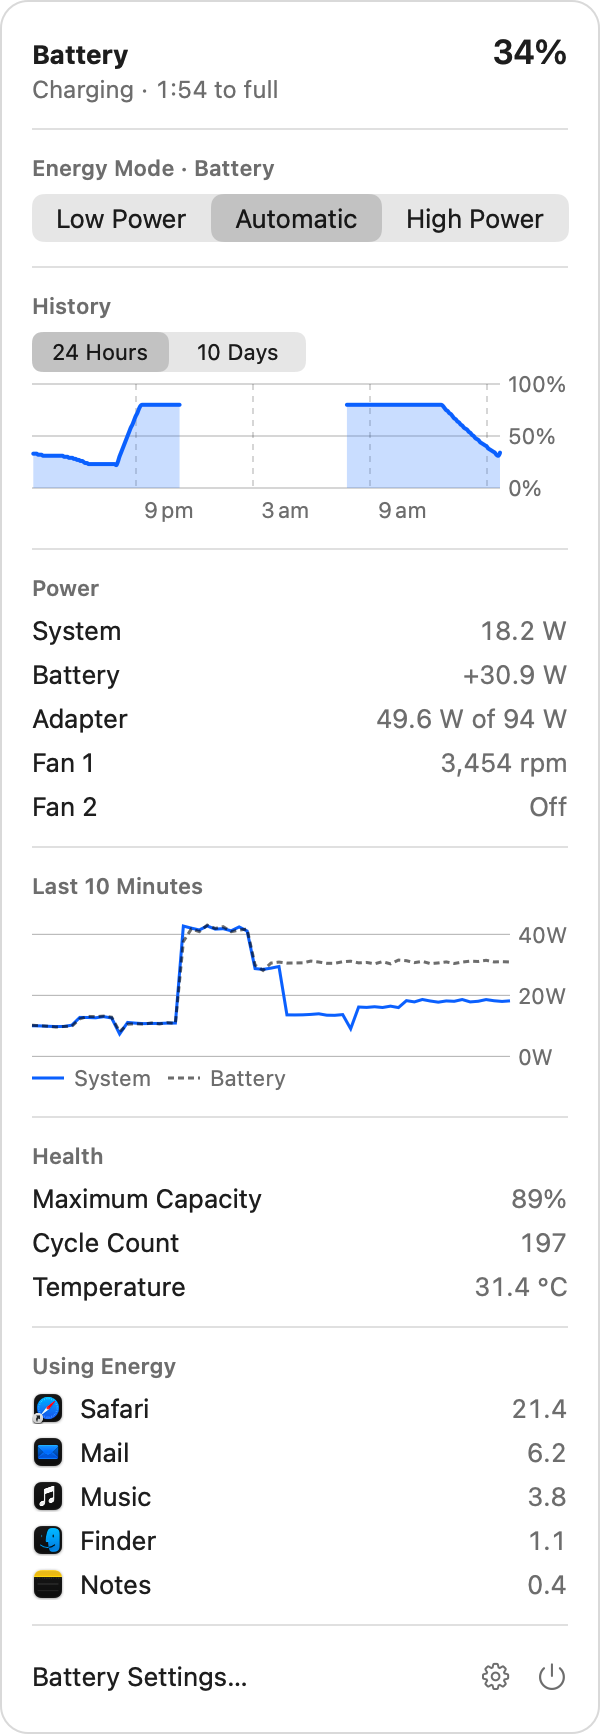 Battery 34%
Charging · 1:54 to full
Energy Mode · Battery
Low Power Automatic High Power
History
24 Hours 10 Days
100%
50%
0%
9 pm 3 am 9 am
Power
System 18.2 W
Battery +30.9 W
Adapter 49.6 W of 94 W
Fan 1 3,454 rpm
Fan 2 Off
Last 10 Minutes
40W
20W
0W
System Battery
Health
Maximum Capacity 89%
Cycle Count 197
Temperature 31.4 °C
Using Energy
Safari 21.4
Mail 6.2
Music 3.8
Finder 1.1
Notes 0.4
Battery Settings...